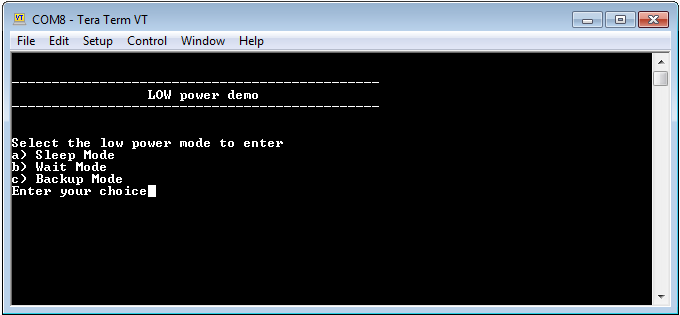 VT COM8 - Tera Term VT
File Edit Setup Control Window Help
LOW power demo
Select the low power mode to enter
a) Sleep Mode
b) Wait Mode
c) Backup Mode
Enter your choice